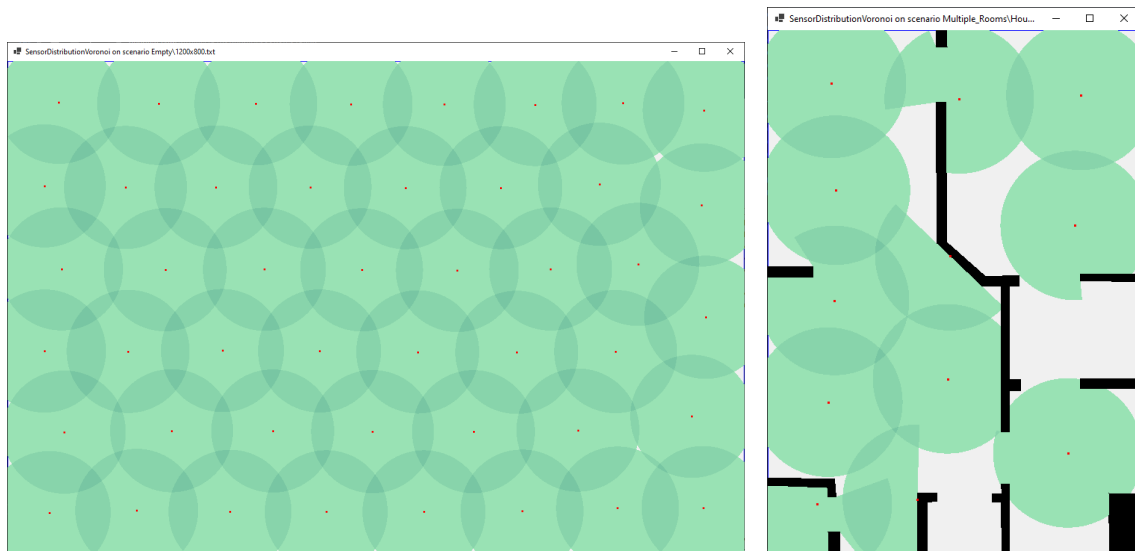 SensorDistributionVoronoi on scenario Empty\1200x800.txt
SensorDistributionVoronoi on scenario Multiple_Rooms\Hou...